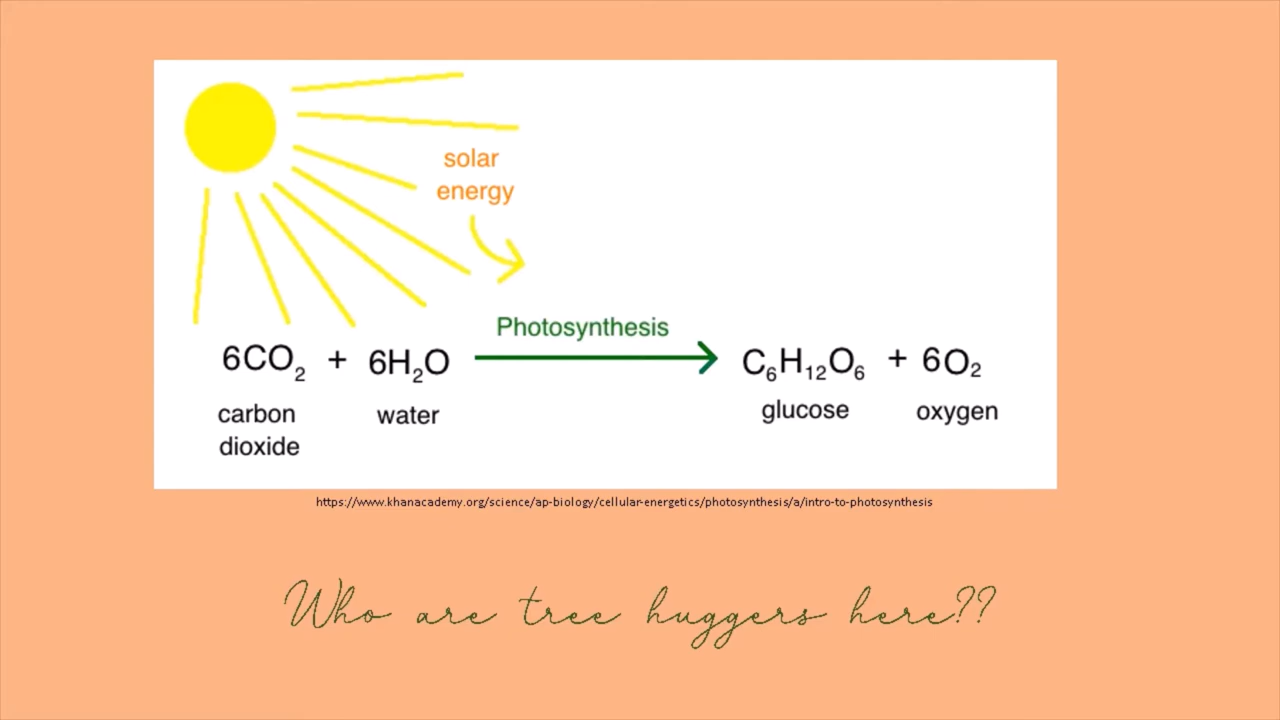 solar
energy
Photosynthesis
6CO₂ + 6H₂O → C₆H₁₂O₆ + 6O₂
carbon
dioxide
water
glucose
oxygen
https://www.khanacademy.org/science/ap-biology/cellular-energetics/photosynthesis/a/intro-to-photosynthesis
Who are tree huggers here??